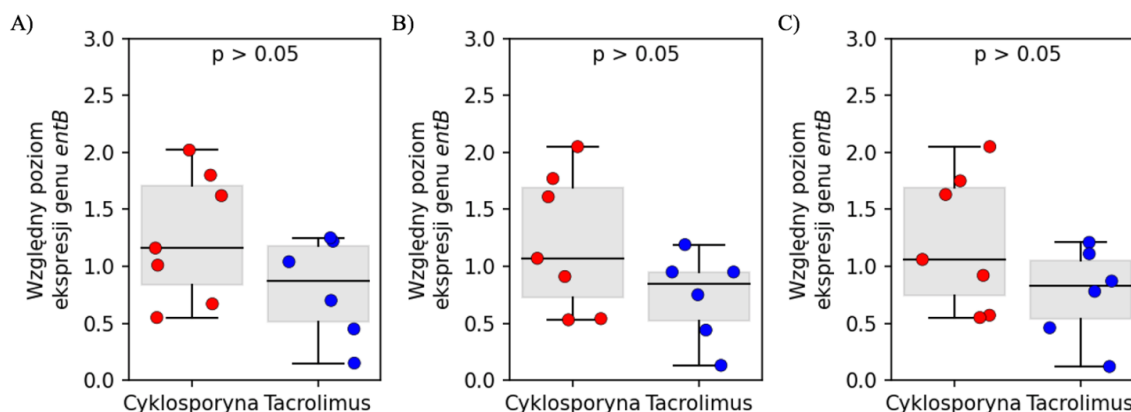 A)
Względny poziom
ekspresji genu entB
3.0
2.5
2.0
1.5
1.0
0.5
0.0
p > 0.05
Cyklosporyna Tacrolimus
B)
Względny poziom
ekspresji genu entB
3.0
2.5
2.0
1.5
1.0
0.5
0.0
p > 0.05
Cyklosporyna Tacrolimus
C)
Względny poziom
ekspresji genu entB
3.0
2.5
2.0
1.5
1.0
0.5
0.0
p > 0.05
Cyklosporyna Tacrolimus